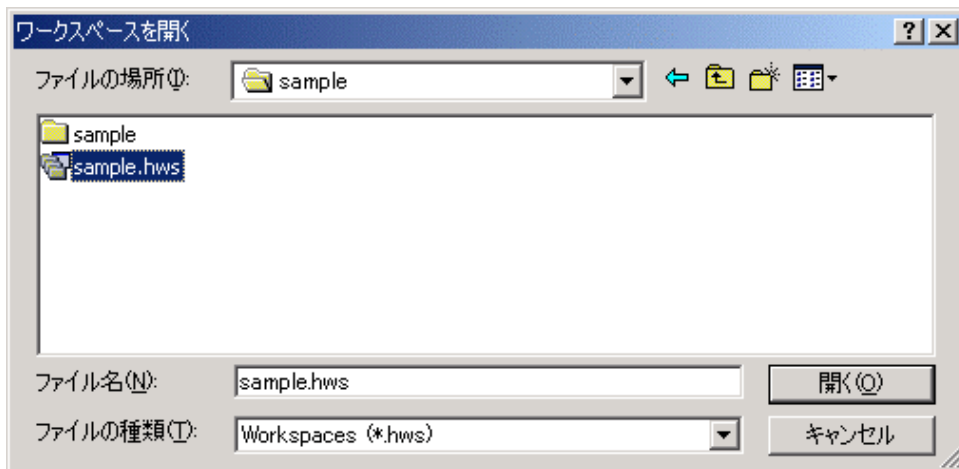 ワークスペースを開く
ファイルの場所(I): sample
sample
sample.hws
ファイル名(N): sample.hws 開く(O)
ファイルの種類(T): Workspaces (*.hws) キャンセル